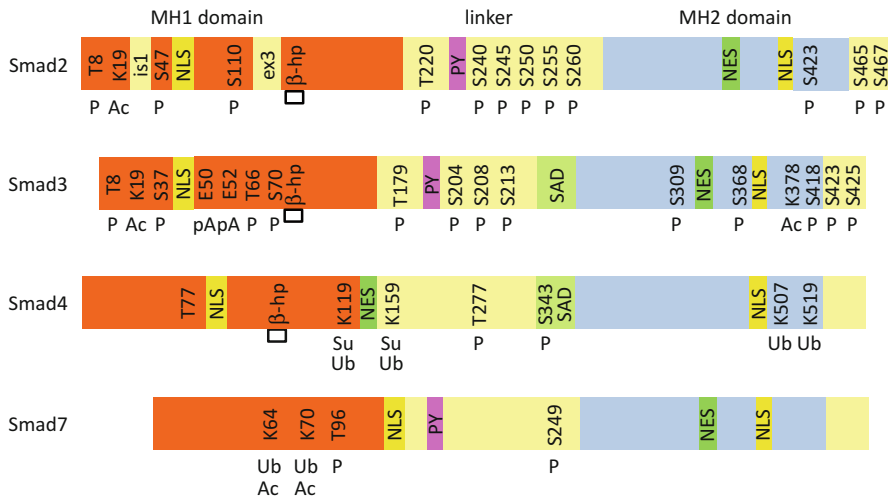 MH1 domain linker MH2 domain
Smad2 T8 K19 is1 S47 NLS S110 ex3 β-hp T220 PY S240 S245 S250 S255 S260 NES NLS S423 S465 S467
P Ac P P P P P P P P P P P
Smad3 T8 K19 S37 NLS E50 E52 T66 S70 β-hp T179 PY S204 S208 S213 SAD S309 NES S368 NLS K378 S418 S423 S425
P Ac P pA pA P P P P P P P P Ac P P P
Smad4 T77 NLS β-hp K119 NES K159 T277 S343 SAD NLS K507 K519
Su Su P P Ub Ub
Ub Ub
Smad7 K64 K70 T96 NLS PY S249 NES NLS
Ub Ub P P
Ac Ac